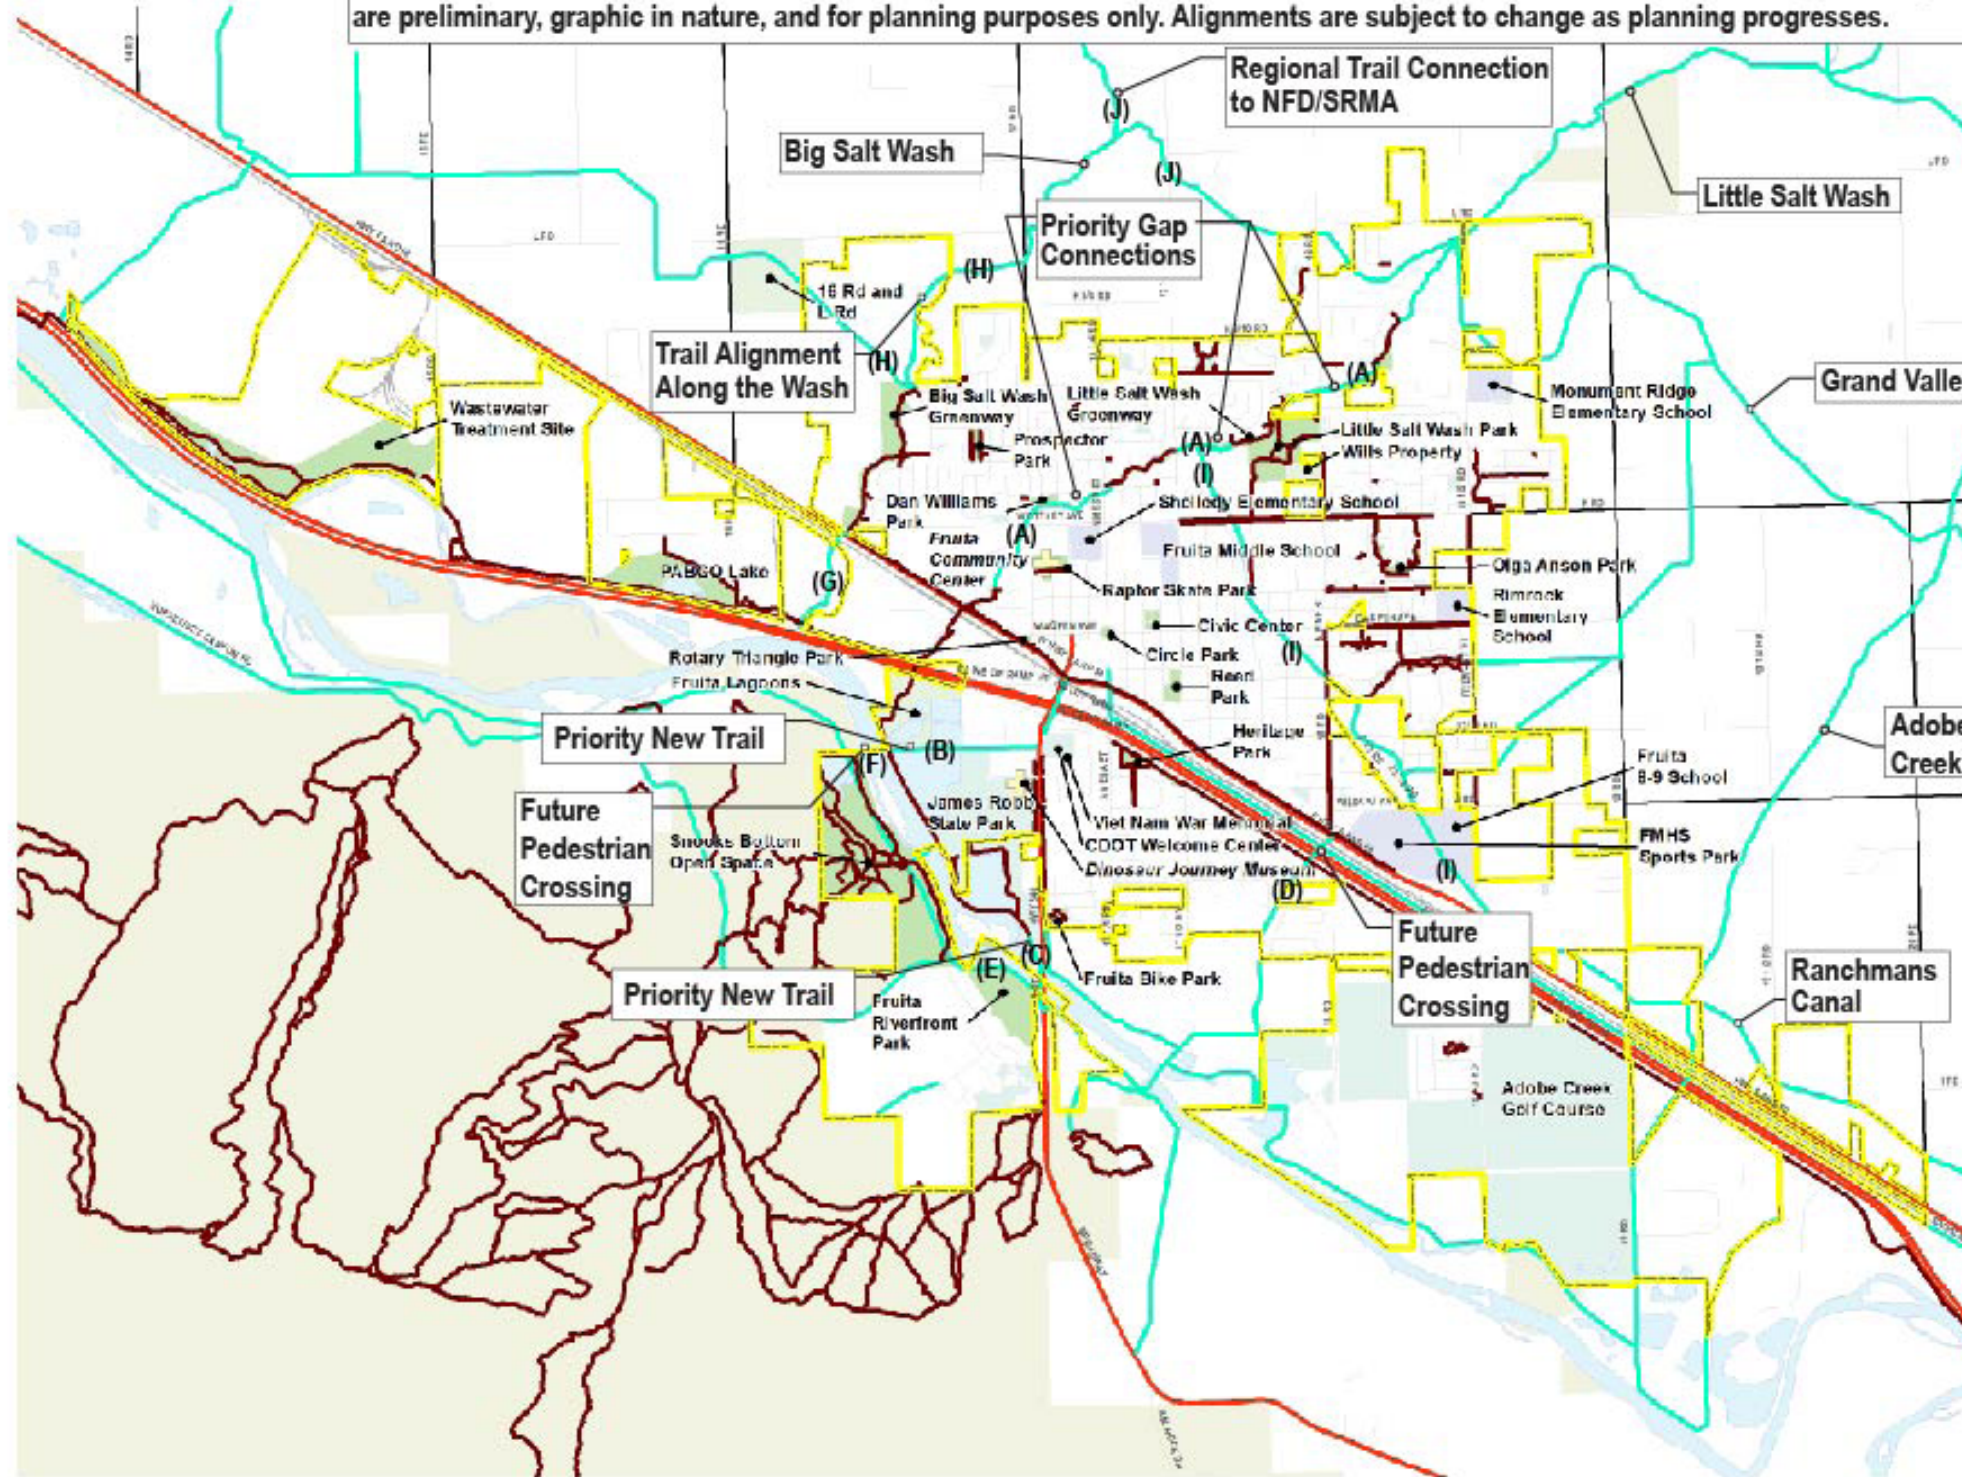 are preliminary, graphic in nature, and for planning purposes only. Alignments are subject to change as planning progresses.
Regional Trail Connection
to NFD/SRMA
(J)
Big Salt Wash
(J)
Little Salt Wash
Priority Gap
Connections
(H)
16 Rd and
L Rd
Trail Alignment
Along the Wash
(H)
(A)
Grand Valle
Big Salt Wash
Greenway
Little Salt Wash
Greenway
Monument Ridge
Elementary School
Wastewater
Treatment Site
Prospector
Park
(A)
Little Salt Wash Park
Wills Property
(I)
Dan Williams
Park
Shelledy Elementary School
(A)
Fruita
Community
Center
Fruita Middle School
PABCO Lake
(G)
Raptor Skate Park
Olga Anson Park
Rimrock
Elementary
School
Civic Center
Circle Park
(I)
Rotary Triangle Park
Fruita Lagoons
Reed
Park
Priority New Trail
(B)
(F)
Heritage
Park
Adobe
Creek
Fruita
8-9 School
Future
Pedestrian
Crossing
James Robb
State Park
Snooks Bottom
Open Space
Viet Nam War Memorial
CDOT Welcome Center
Dinosaur Journey Museum
FMHS
Sports Park
(D)
(I)
Future
Pedestrian
Crossing
(C)
(E)
Fruita Bike Park
Priority New Trail
Fruita
Riverfront
Park
Ranchmans
Canal
Adobe Creek
Golf Course